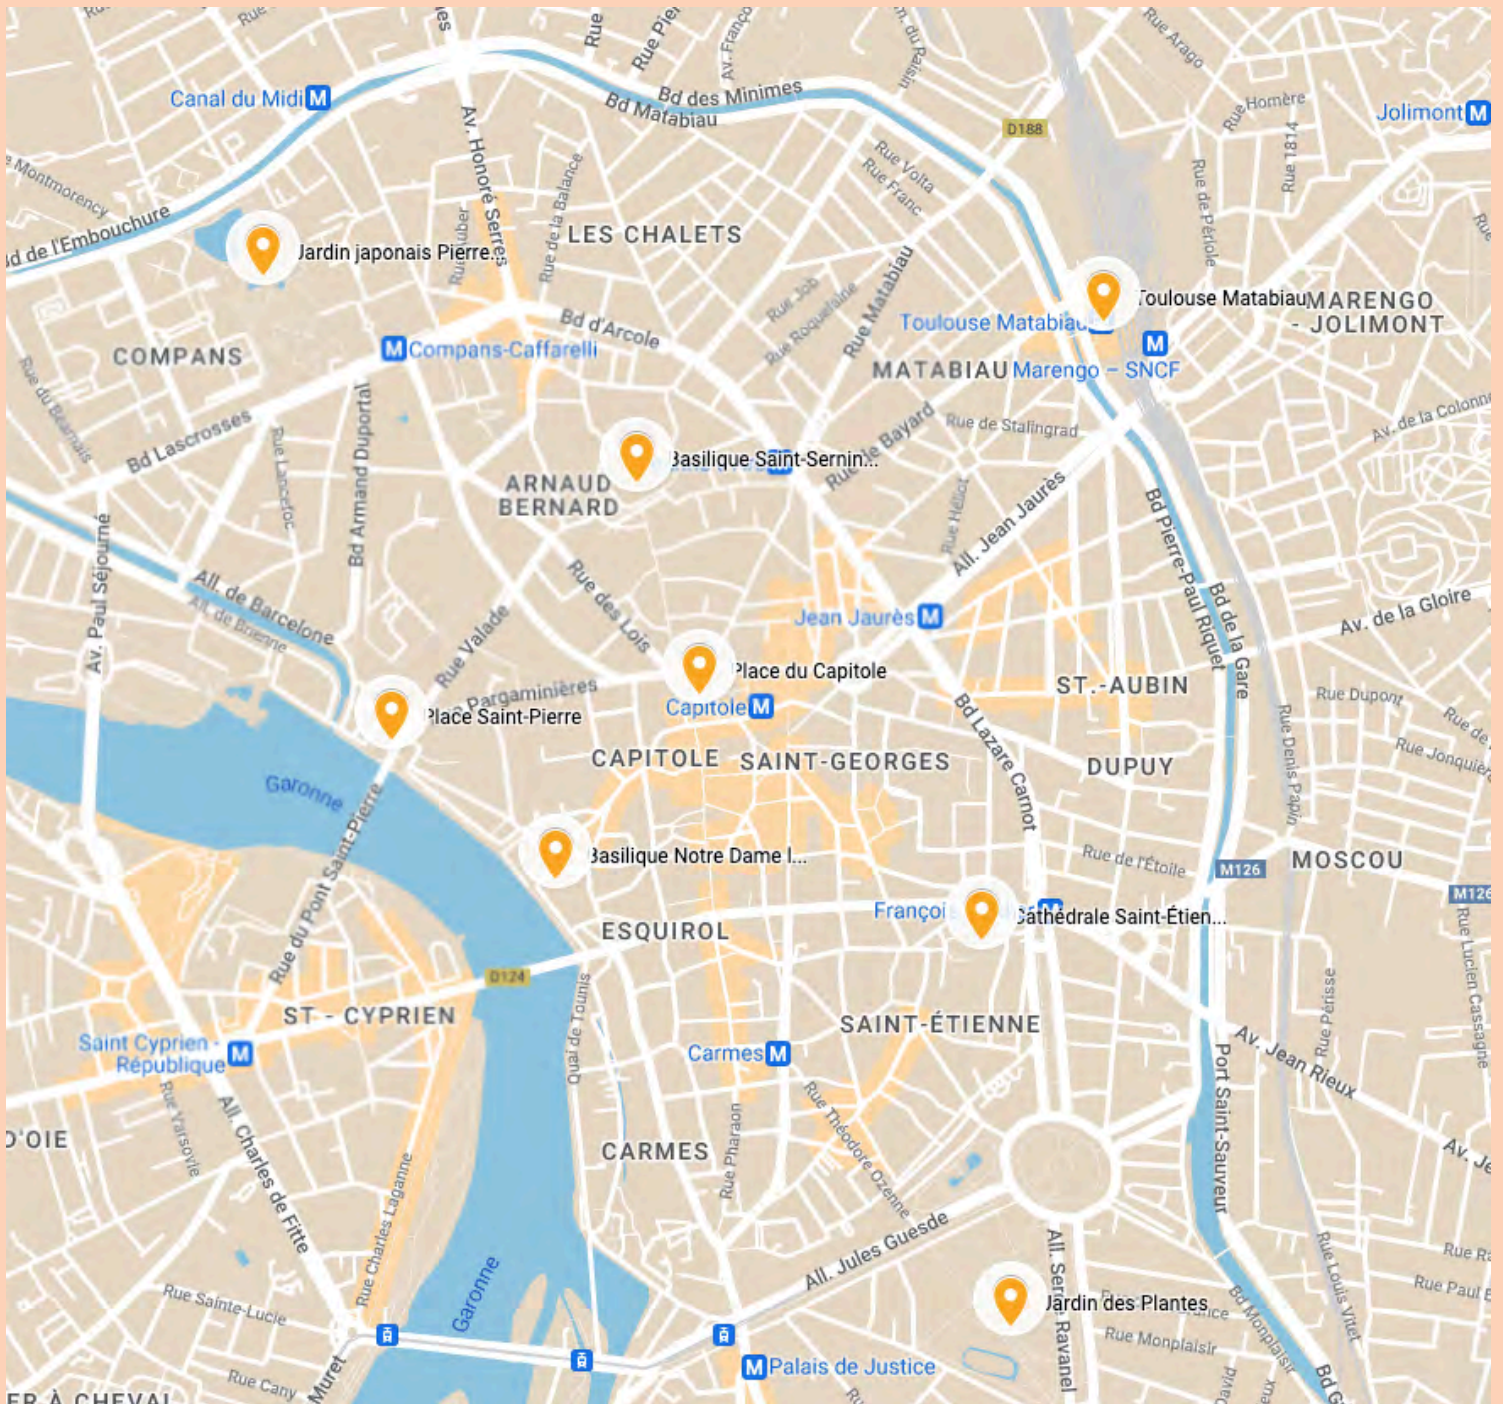 Canal du Midi
M
Bd des Minimes
Bd Matabiau
Rue Arago
Rue Homère
Jolimont
M
D188
Rue 1814
Av. Honoré Serres
Rue de la Balance
Rue Volta
Rue Franc
Rue de Périole
Montmorency
Bd de l'Embouchure
LES CHALETS
Jardin japonais Pierre...
Rue Job
Rue Roquelaine
Rue Matabiau
Toulouse Matabiau
MARENGO
- JOLIMONT
Toulouse Matabiau
Bd d'Arcole
M
Compans-Caffarelli
COMPANS
M
MATABIAU
Marengo – SNCF
Rue du Béarnais
Bd Lascrosses
Bd Armand Duportal
Rue Lancefoc
Rue de Bayard
Rue de Stalingrad
Av. de la Colonne
Basilique Saint-Sernin...
ARNAUD
BERNARD
Rue Héliot
All. Jean Jaurès
Bd Pierre-Paul Riquet
Av. Paul Séjourné
All. de Barcelone
All. de Brienne
Rue des Lois
Rue Valade
Jean Jaurès
M
Bd de la Gare
Av. de la Gloire
Place du Capitole
Pargaminières
ST.-AUBIN
Rue Dupont
Capitole
M
Place Saint-Pierre
Bd Lazare Carnot
Rue Denis Papin
Rue Jonquière
CAPITOLE
SAINT-GEORGES
DUPUY
Garonne
Rue du Pont Saint-Pierre
Basilique Notre Dame l...
Rue de l'Étoile
M126
MOSCOU
M126
Cathédrale Saint-Étien...
ESQUIROL
D124
Rue Lucien Cassagne
Rue Périsse
ST - CYPRIEN
Quai de Tounis
SAINT-ÉTIENNE
Saint Cyprien -
République
M
Carmes
M
Av. Jean Rieux
Port Saint-Sauveur
Rue Varsovie
All. Charles de Fitte
Rue Théodore Ozenne
D'OIE
CARMES
Rue Pharaon
Rue Charles Laganne
All. Jules Guesde
All. Serge Ravanel
Rue Louis Vitet
Garonne
Rue Sainte-Lucie
Jardin des Plantes
Bd Monplaisir
Rue Paul
Rue Monplaisir
M
Palais de Justice
Rue Cany
Muret